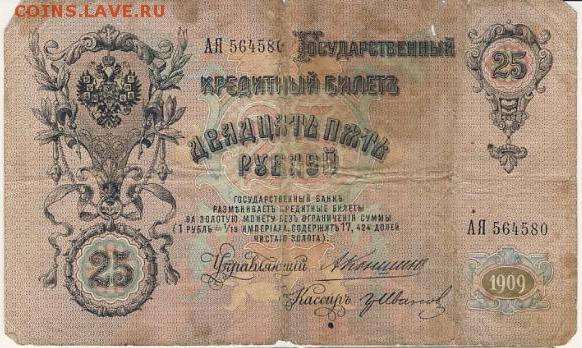 COINS.LAVE.RU
АЯ 564580
Государственный
Кредитный Билетъ
25
Двадцать пять
рублей
Государственный Банкъ
размѣниваетъ кредитные билеты
на золотую монету безъ ограниченія суммы
(1 рубль = 1/15 имперіала, содержитъ 17,424 долей
чистаго золота).
АЯ 564580
Управляющій
А. Коншинъ
25
Кассиръ
1909